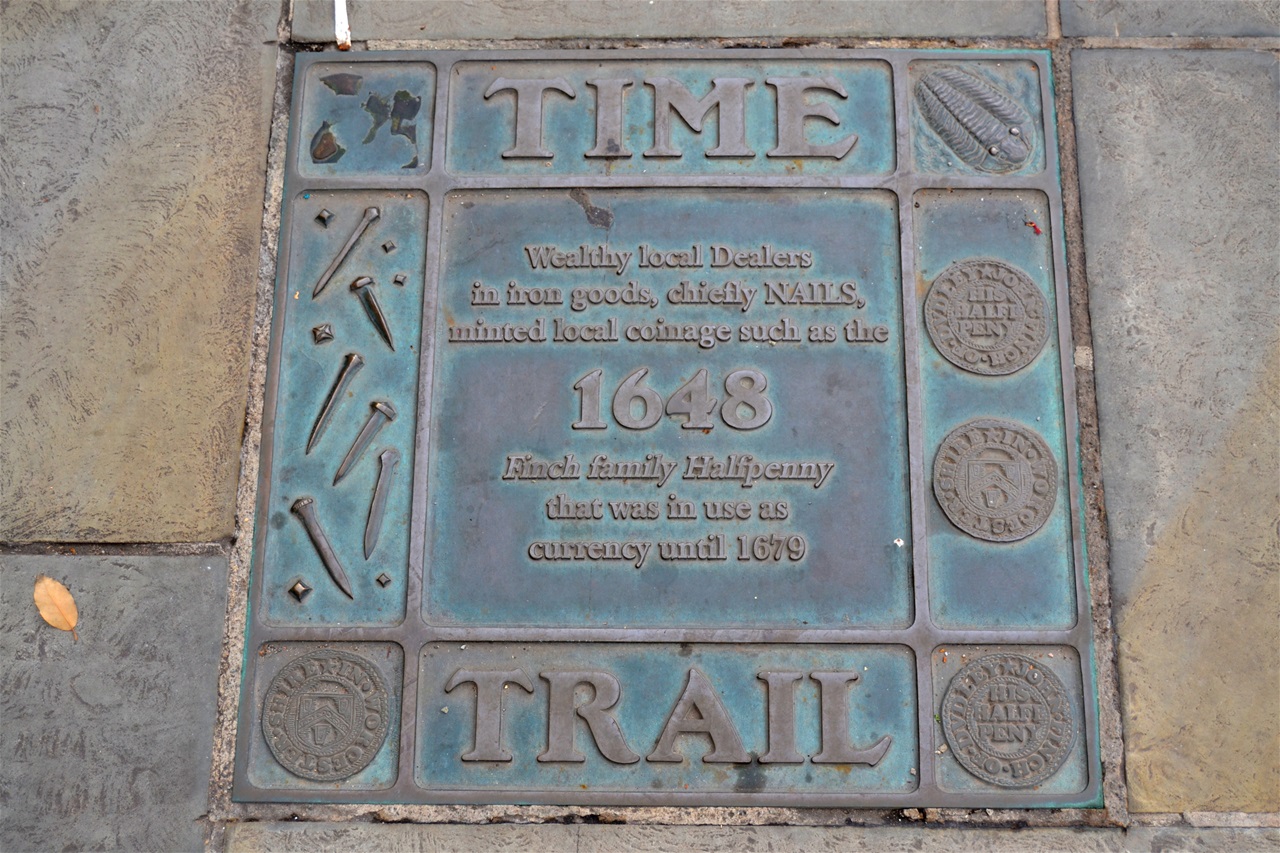 TIME
Wealthy local Dealers
in iron goods, chiefly NAILS,
minted local coinage such as the
1648
Finch family Halfpenny
that was in use as
currency until 1679
HIS
HALFE
PENY
TRAIL
HIS
HALFE
PENY